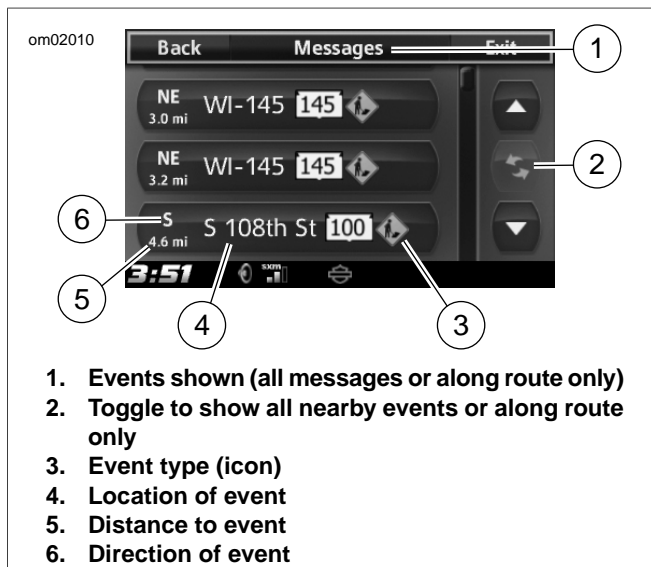 om02010
Back Messages Exit
1
NE WI-145 145
3.0 mi
2
NE WI-145 145
3.2 mi
6
S S 108th St 100
4.6 mi
3:51 sxm
5
4
3
1. Events shown (all messages or along route only)
2. Toggle to show all nearby events or along route
only
3. Event type (icon)
4. Location of event
5. Distance to event
6. Direction of event